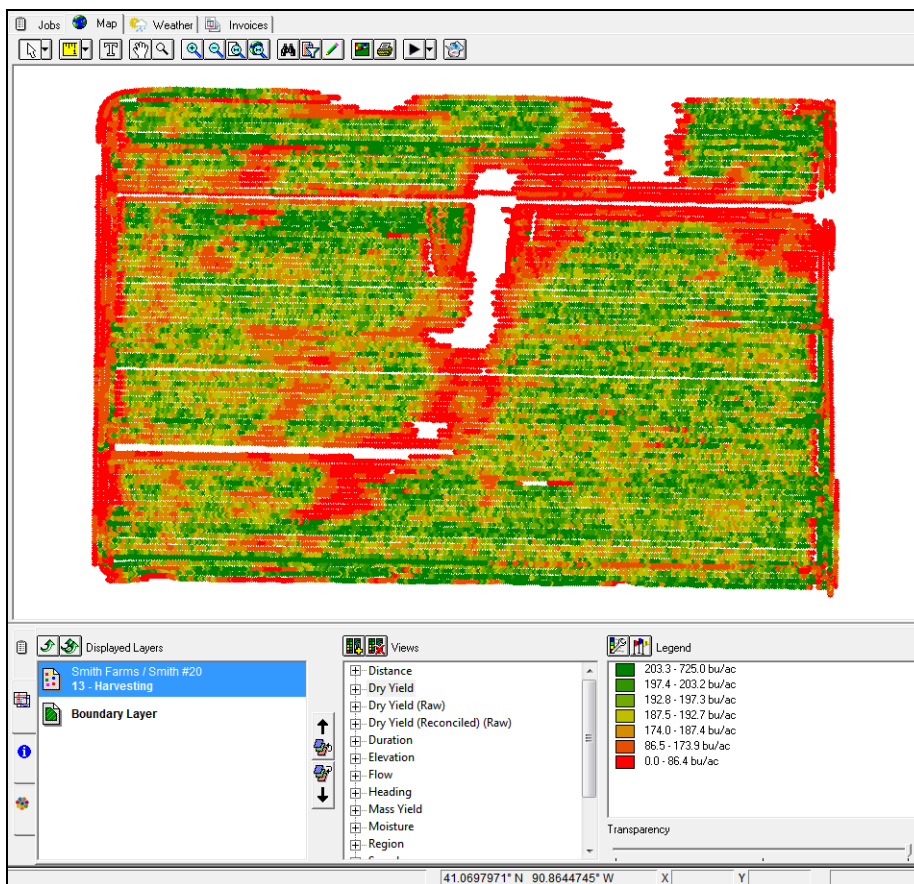 Jobs Map Weather Invoices
T
Displayed Layers
Smith Farms / Smith #20
13 - Harvesting
Boundary Layer
Views
Distance
Dry Yield
Dry Yield (Raw)
Dry Yield (Reconciled) (Raw)
Duration
Elevation
Flow
Heading
Mass Yield
Moisture
Region
Legend
203.3 - 725.0 bu/ac
197.4 - 203.2 bu/ac
192.8 - 197.3 bu/ac
187.5 - 192.7 bu/ac
174.0 - 187.4 bu/ac
86.5 - 173.9 bu/ac
0.0 - 86.4 bu/ac
Transparency
41.0697971° N 90.8644745° W X Y